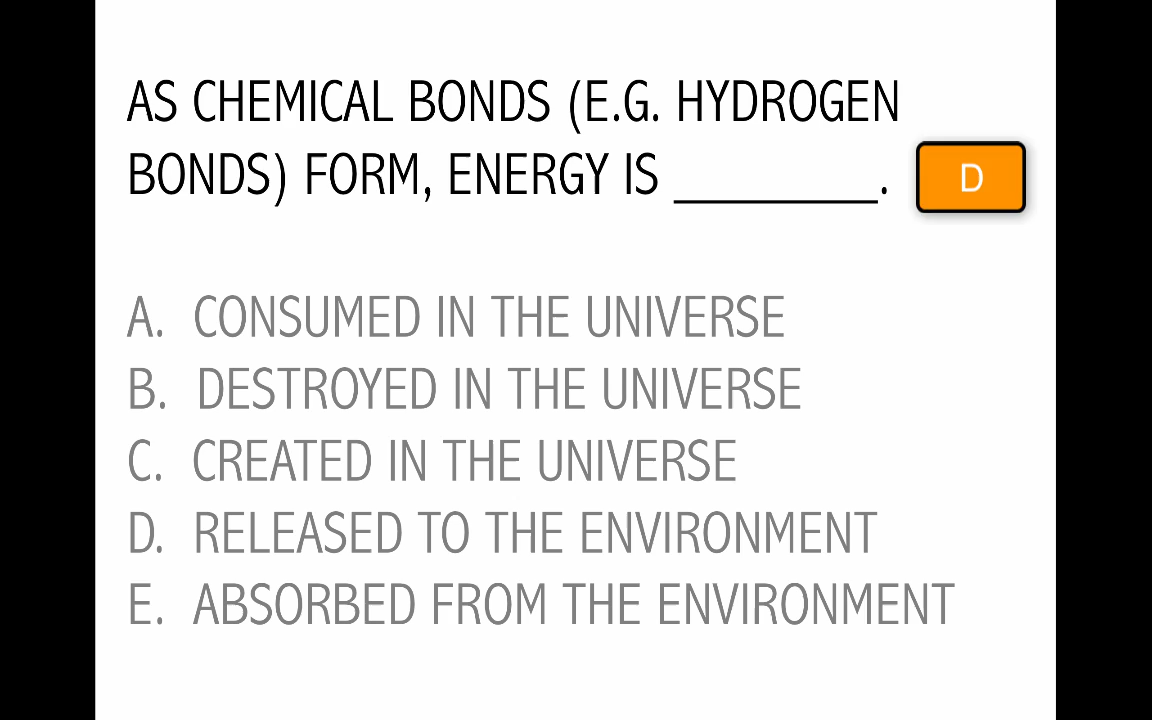 AS CHEMICAL BONDS (E.G. HYDROGEN
BONDS) FORM, ENERGY IS ________.
D
A. CONSUMED IN THE UNIVERSE
B. DESTROYED IN THE UNIVERSE
C. CREATED IN THE UNIVERSE
D. RELEASED TO THE ENVIRONMENT
E. ABSORBED FROM THE ENVIRONMENT